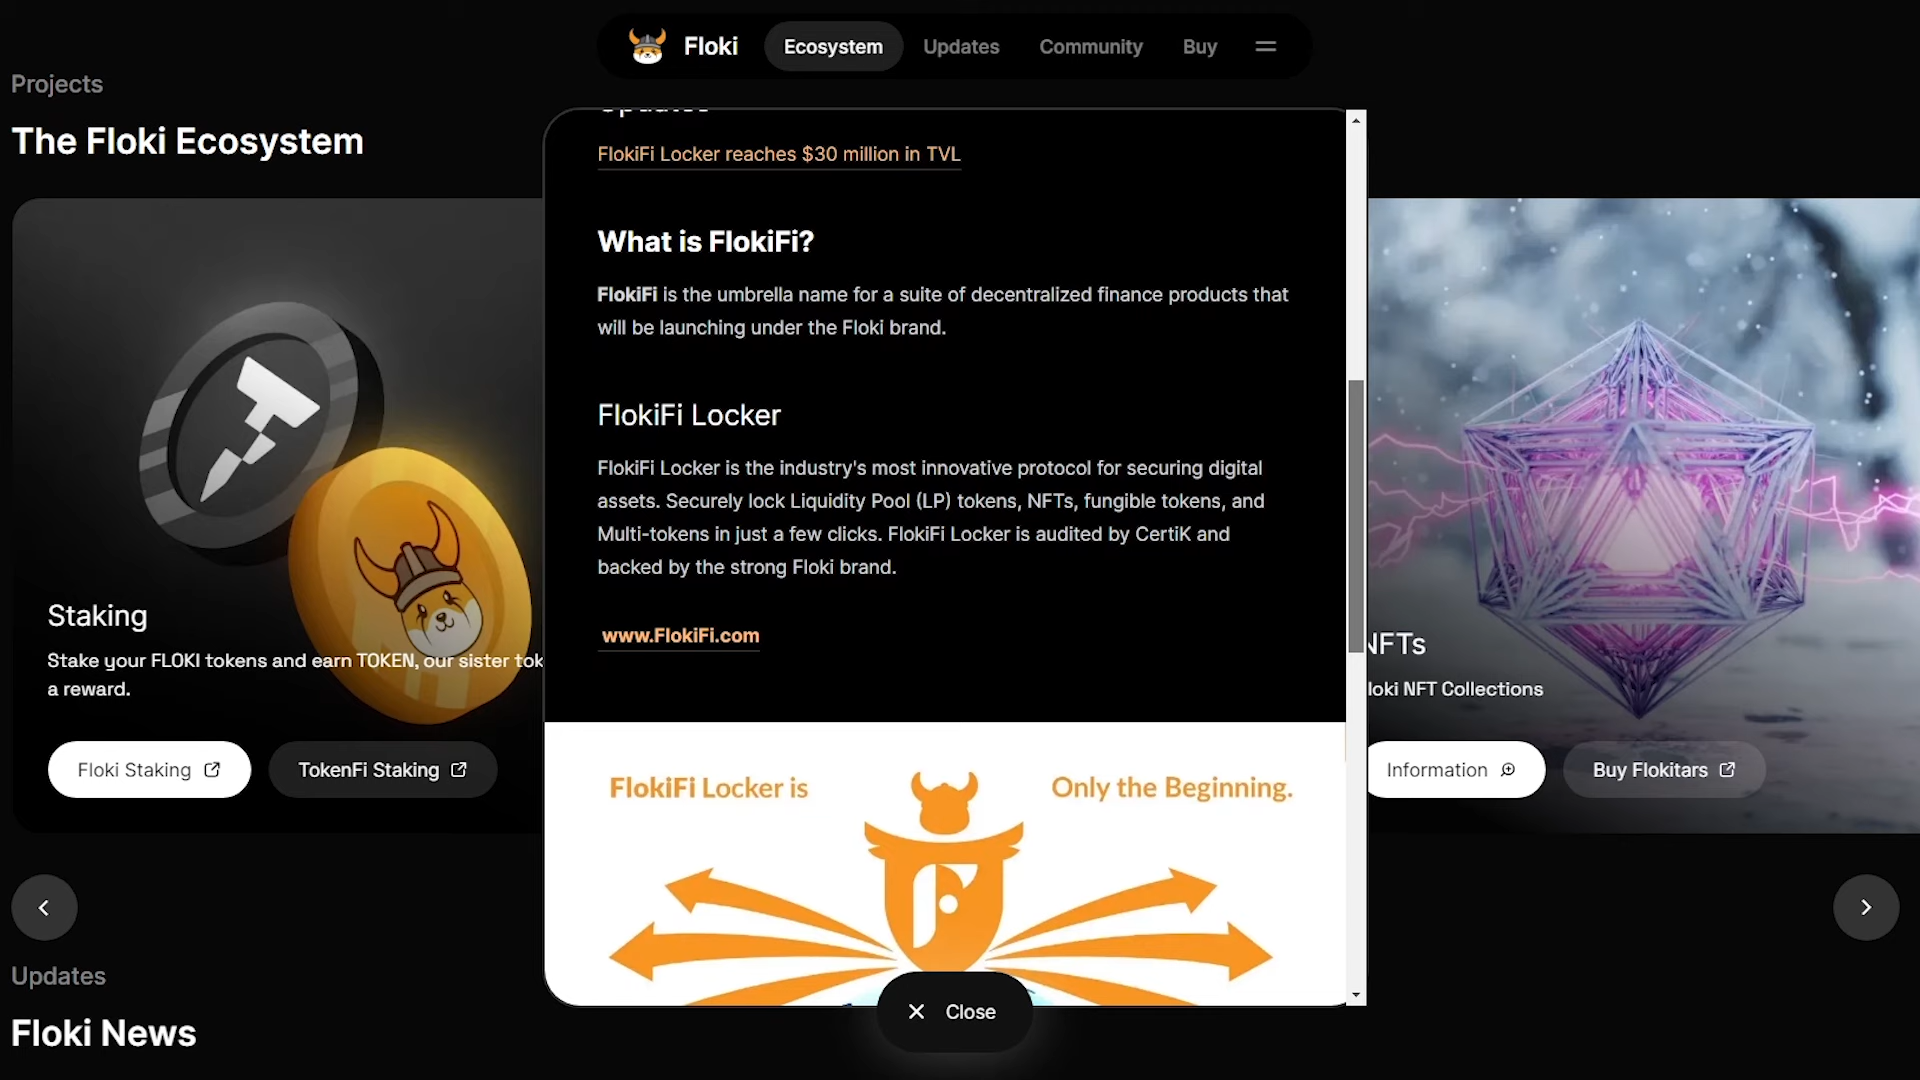 Floki
Ecosystem
Updates
Community
Buy
Projects
The Floki Ecosystem
Updates
FlokiFi Locker reaches $30 million in TVL
What is FlokiFi?
FlokiFi is the umbrella name for a suite of decentralized finance products that
will be launching under the Floki brand.
FlokiFi Locker
FlokiFi Locker is the industry's most innovative protocol for securing digital
assets. Securely lock Liquidity Pool (LP) tokens, NFTs, fungible tokens, and
Multi-tokens in just a few clicks. FlokiFi Locker is audited by CertiK and
backed by the strong Floki brand.
www.FlokiFi.com
FlokiFi Locker is
Only the Beginning.
Close
Staking
Stake your FLOKI tokens and earn TOKEN, our sister tok
a reward.
Floki Staking
TokenFi Staking
NFTs
loki NFT Collections
Information
Buy Flokitars
Updates
Floki News